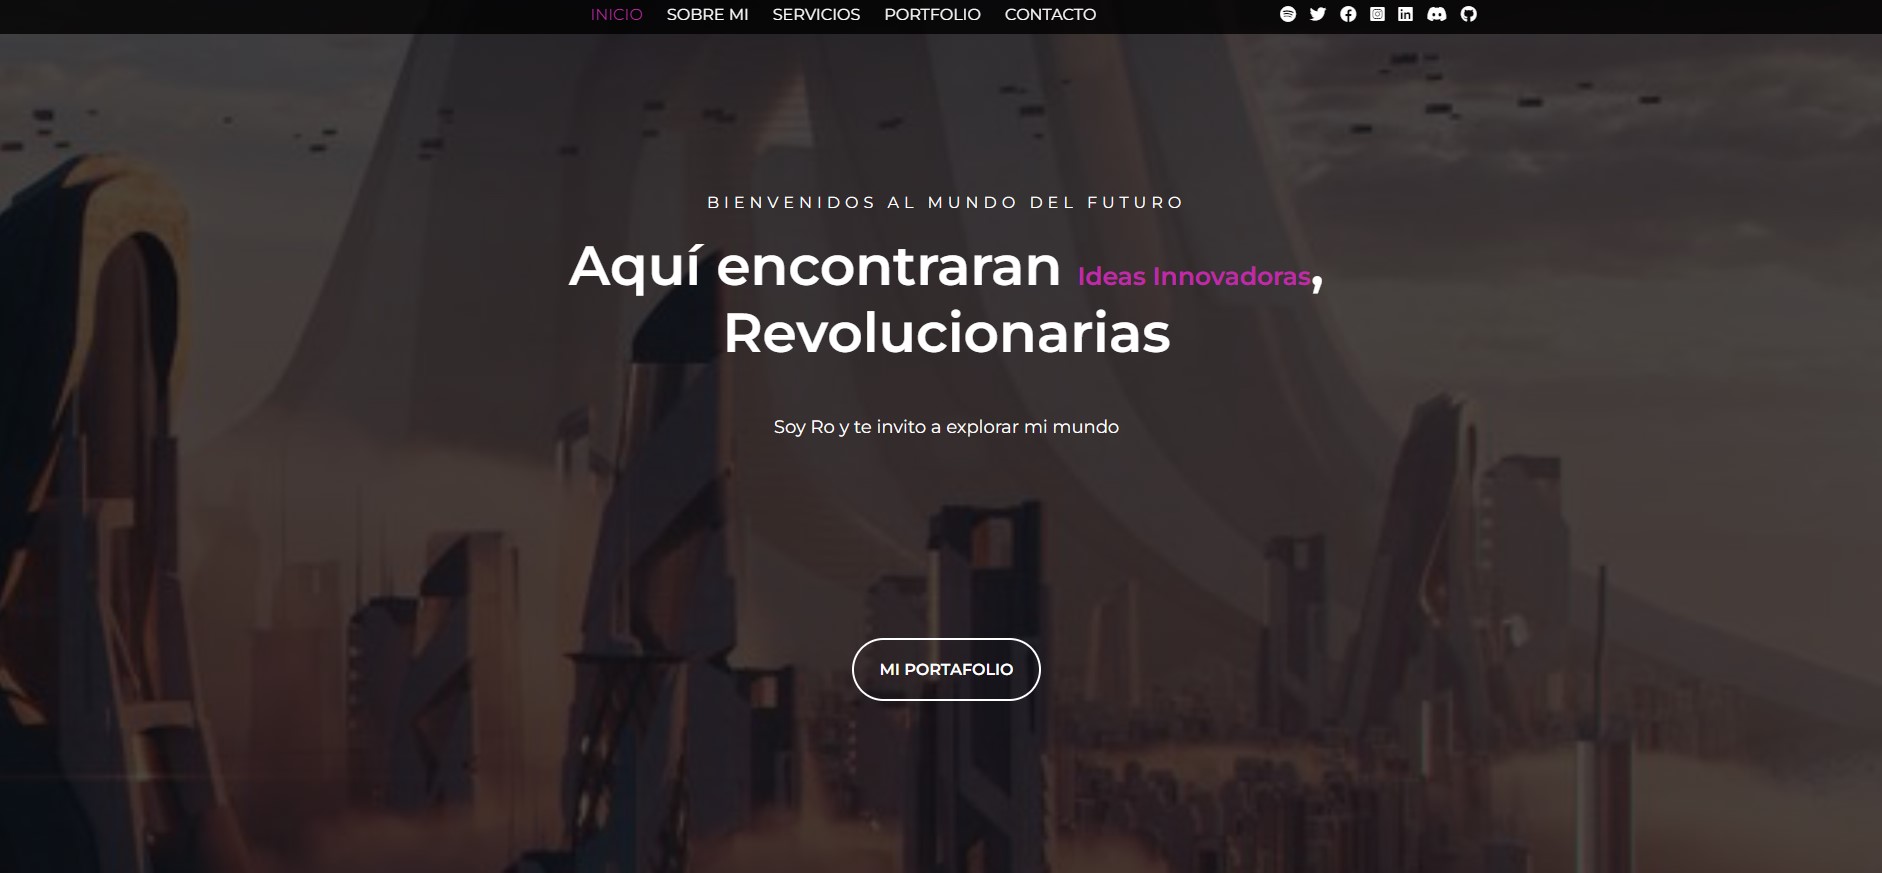 INICIO SOBRE MI SERVICIOS PORTFOLIO CONTACTO
BIENVENIDOS AL MUNDO DEL FUTURO
Aquí encontraran Ideas Innovadoras,
Revolucionarias
Soy Ro y te invito a explorar mi mundo
MI PORTAFOLIO